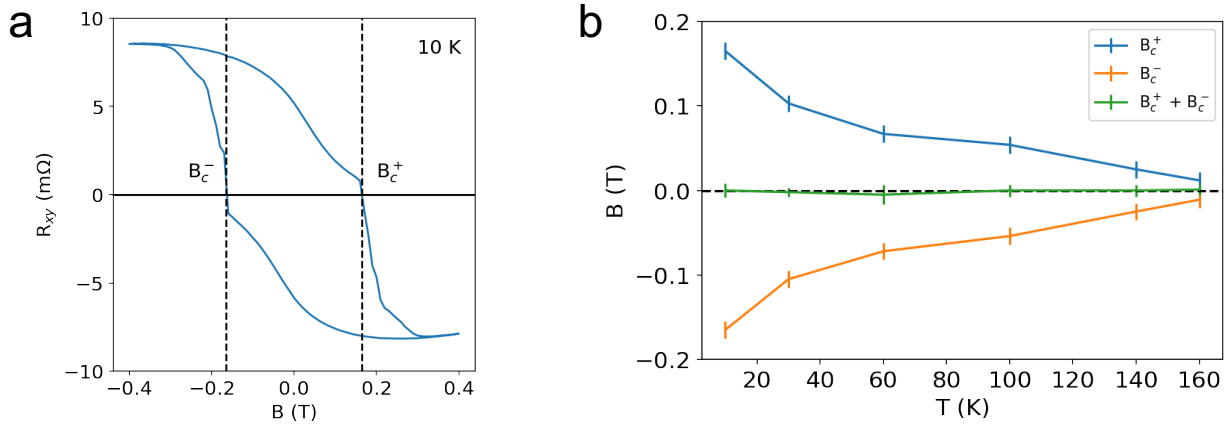 a
10
5
0
−5
−10
R_xy (mΩ)
10 K
B_c^−
B_c^+
−0.4
−0.2
0.0
0.2
0.4
B (T)
b
0.2
0.1
0.0
−0.1
−0.2
B (T)
B_c^+
B_c^−
B_c^+ + B_c^−
20
40
60
80
100
120
140
160
T (K)